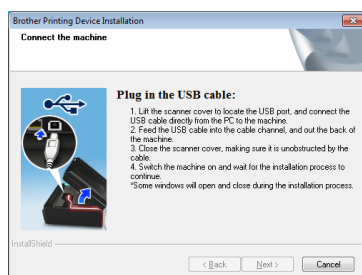 Brother Printing Device Installation
Connect the machine
Plug in the USB cable:
1. Lift the scanner cover to locate the USB port, and connect the
USB cable directly from the PC to the machine.
2. Feed the USB cable into the cable channel, and out the back of
the machine.
3. Close the scanner cover, making sure it is unobstructed by the
cable.
4. Switch the machine on and wait for the installation process to
continue.
*Some windows will open and close during the installation process.
InstallShield
< Back
Next >
Cancel